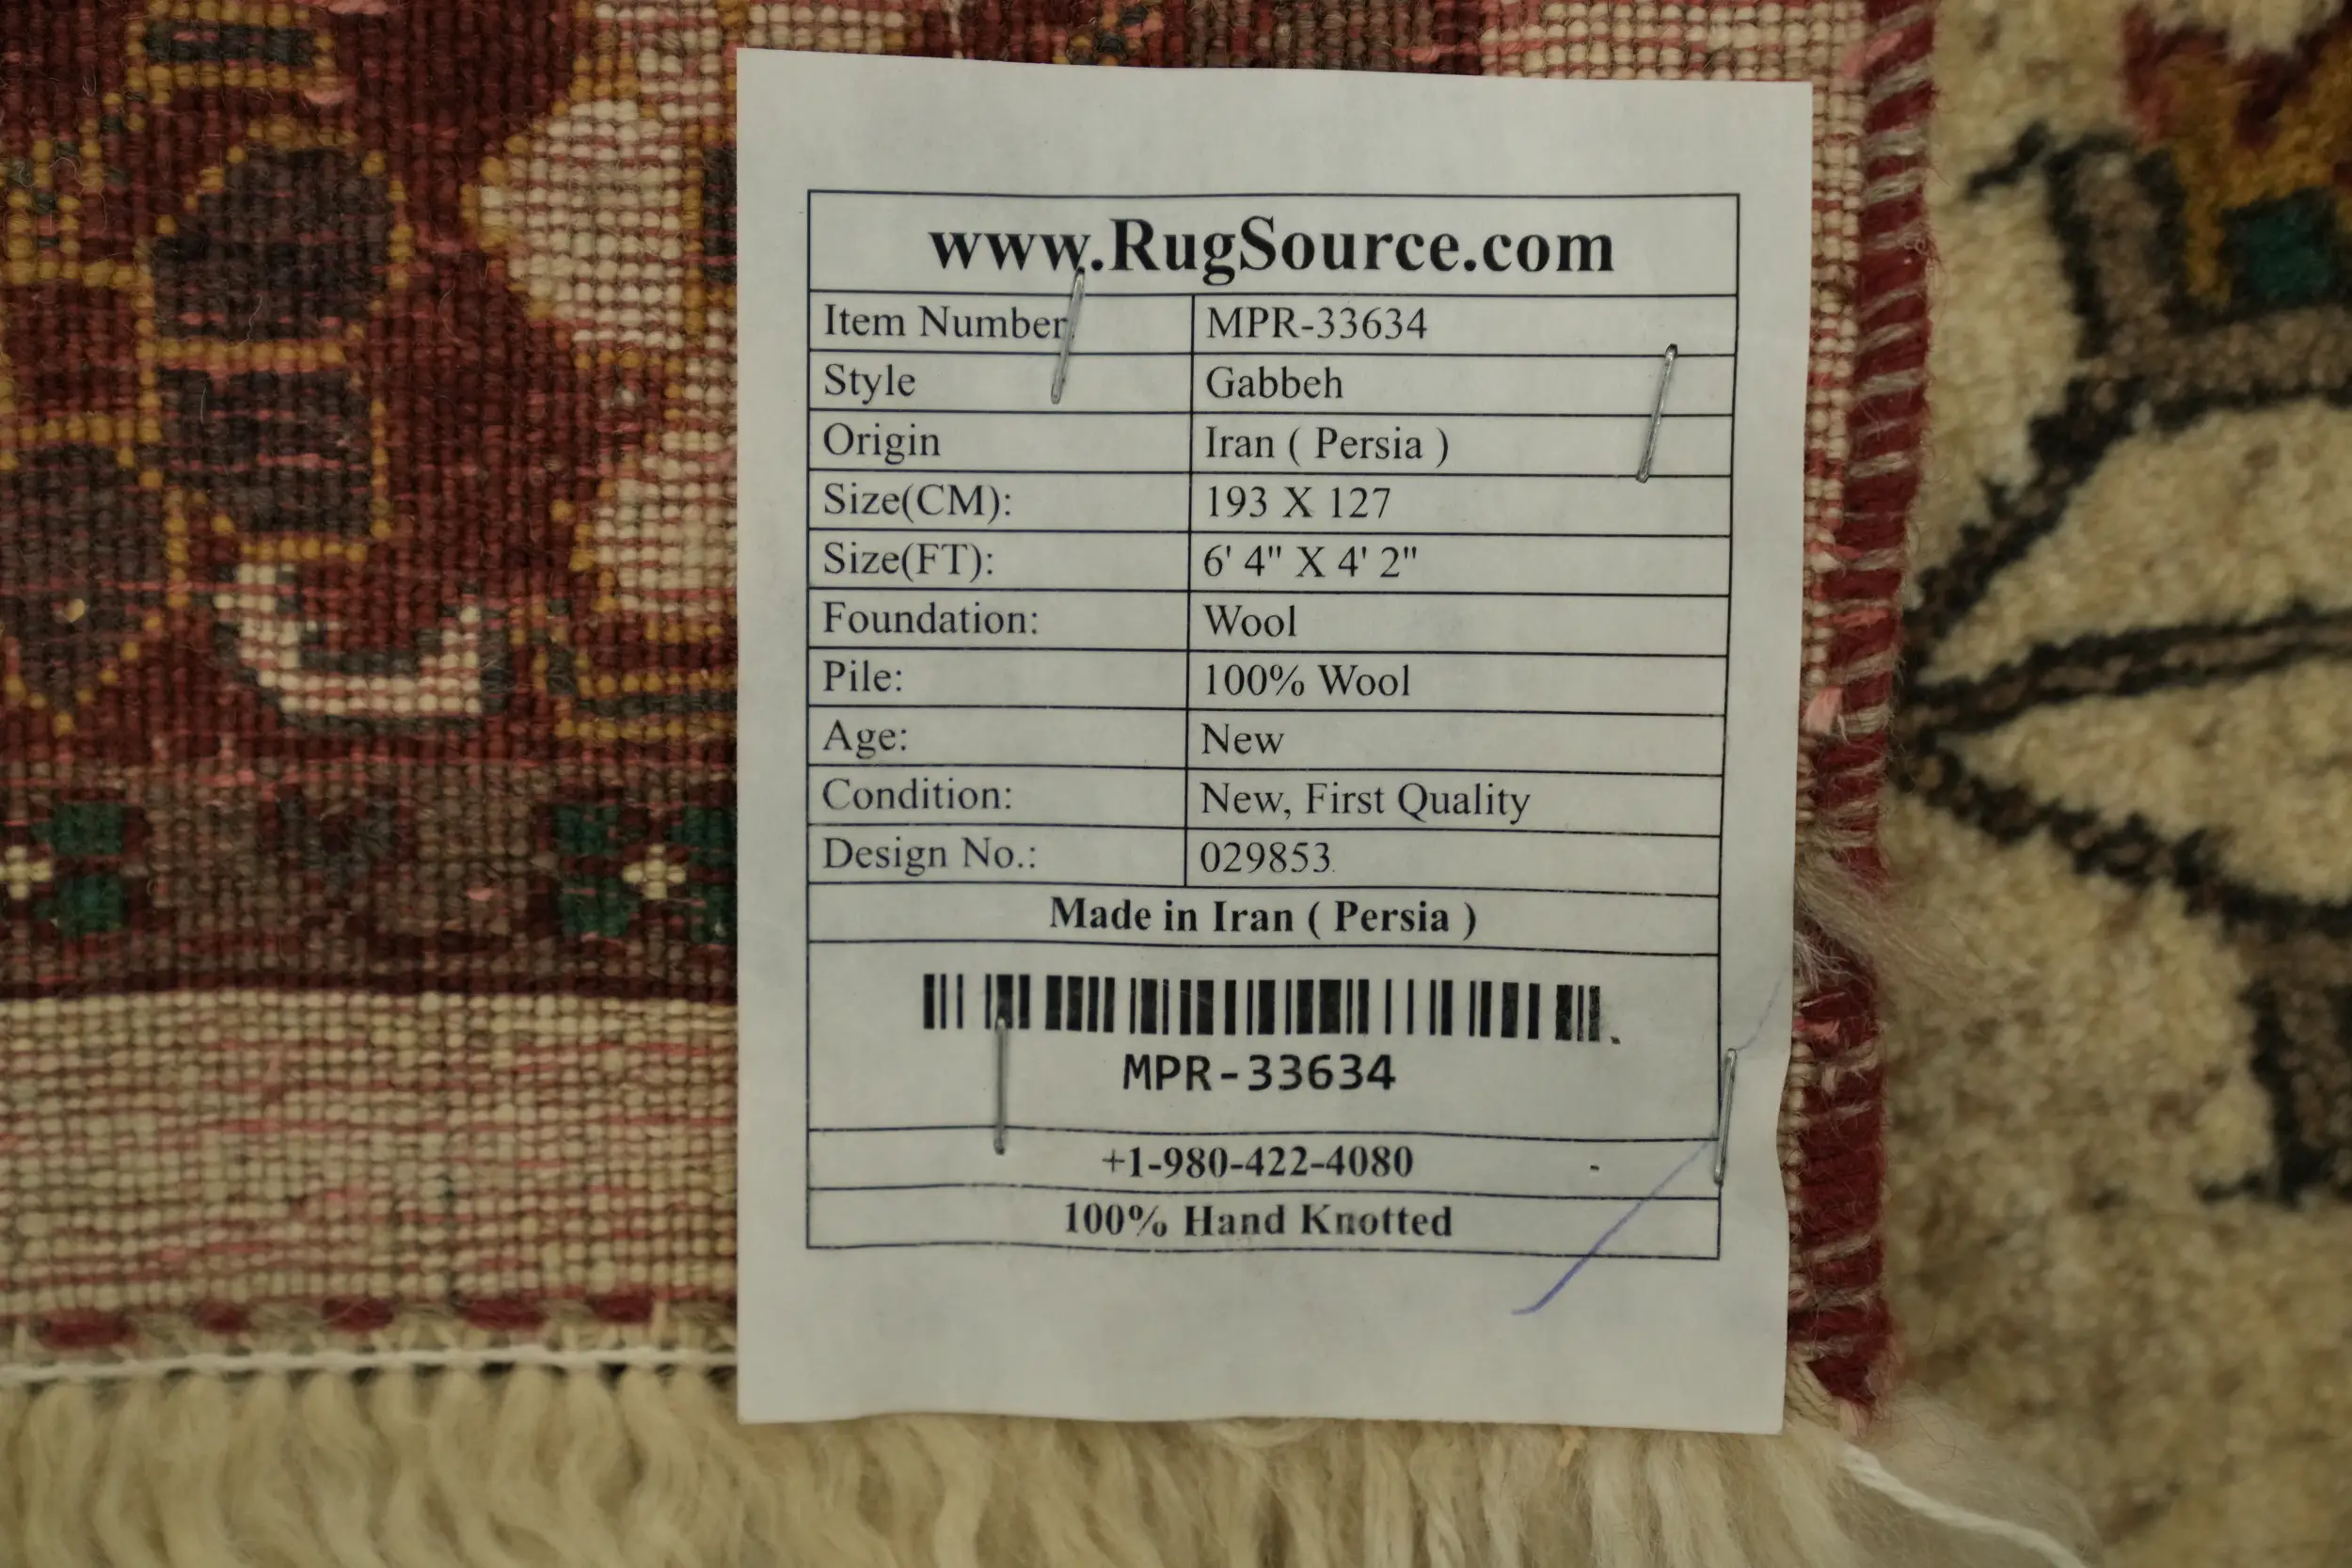 www.RugSource.com
Item Number MPR-33634
Style Gabbeh
Origin Iran ( Persia )
Size(CM): 193 X 127
Size(FT): 6' 4" X 4' 2"
Foundation: Wool
Pile: 100% Wool
Age: New
Condition: New, First Quality
Design No.: 029853
Made in Iran ( Persia )
MPR-33634
+1-980-422-4080
100% Hand Knotted